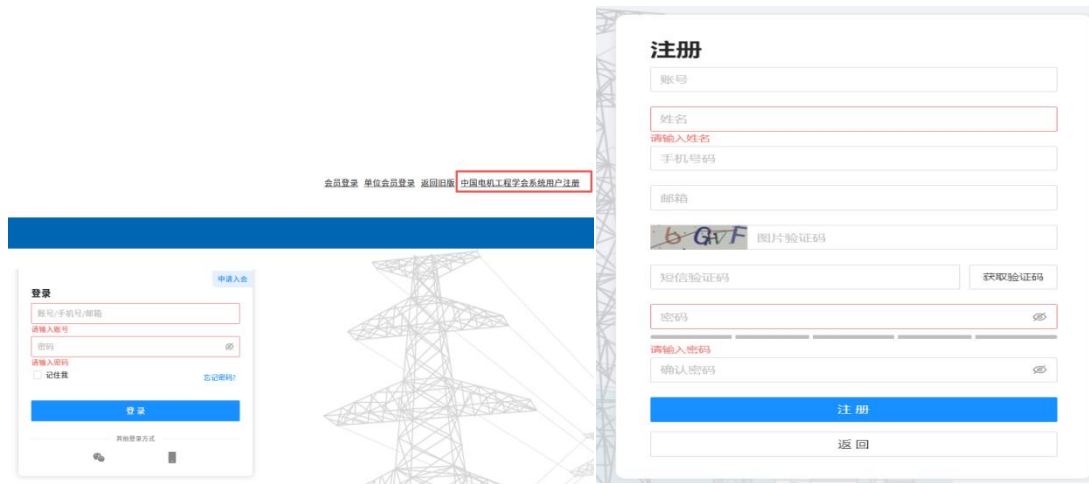 会员登录 单位会员登录 返回旧版 中国电机工程学会系统用户注册
申请入会
登录
账号/手机号/邮箱
请输入账号
密码
请输入密码
记住我 忘记密码?
登 录
其他登录方式
注册
账号
姓名
请输入姓名
手机号码
邮箱
图片验证码
短信验证码 获取验证码
密码
请输入密码
确认密码
注 册
返 回